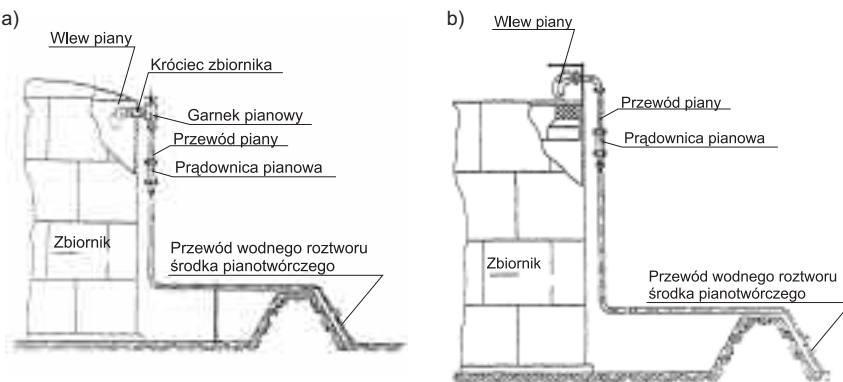 a)
Wlew piany
Króciec zbiornika
Garnek pianowy
Przewód piany
Prądownica pianowa
Zbiornik
Przewód wodnego roztworu
środka pianotwórczego
b)
Wlew piany
Przewód piany
Prądownica pianowa
Zbiornik
Przewód wodnego roztworu
środka pianotwórczego